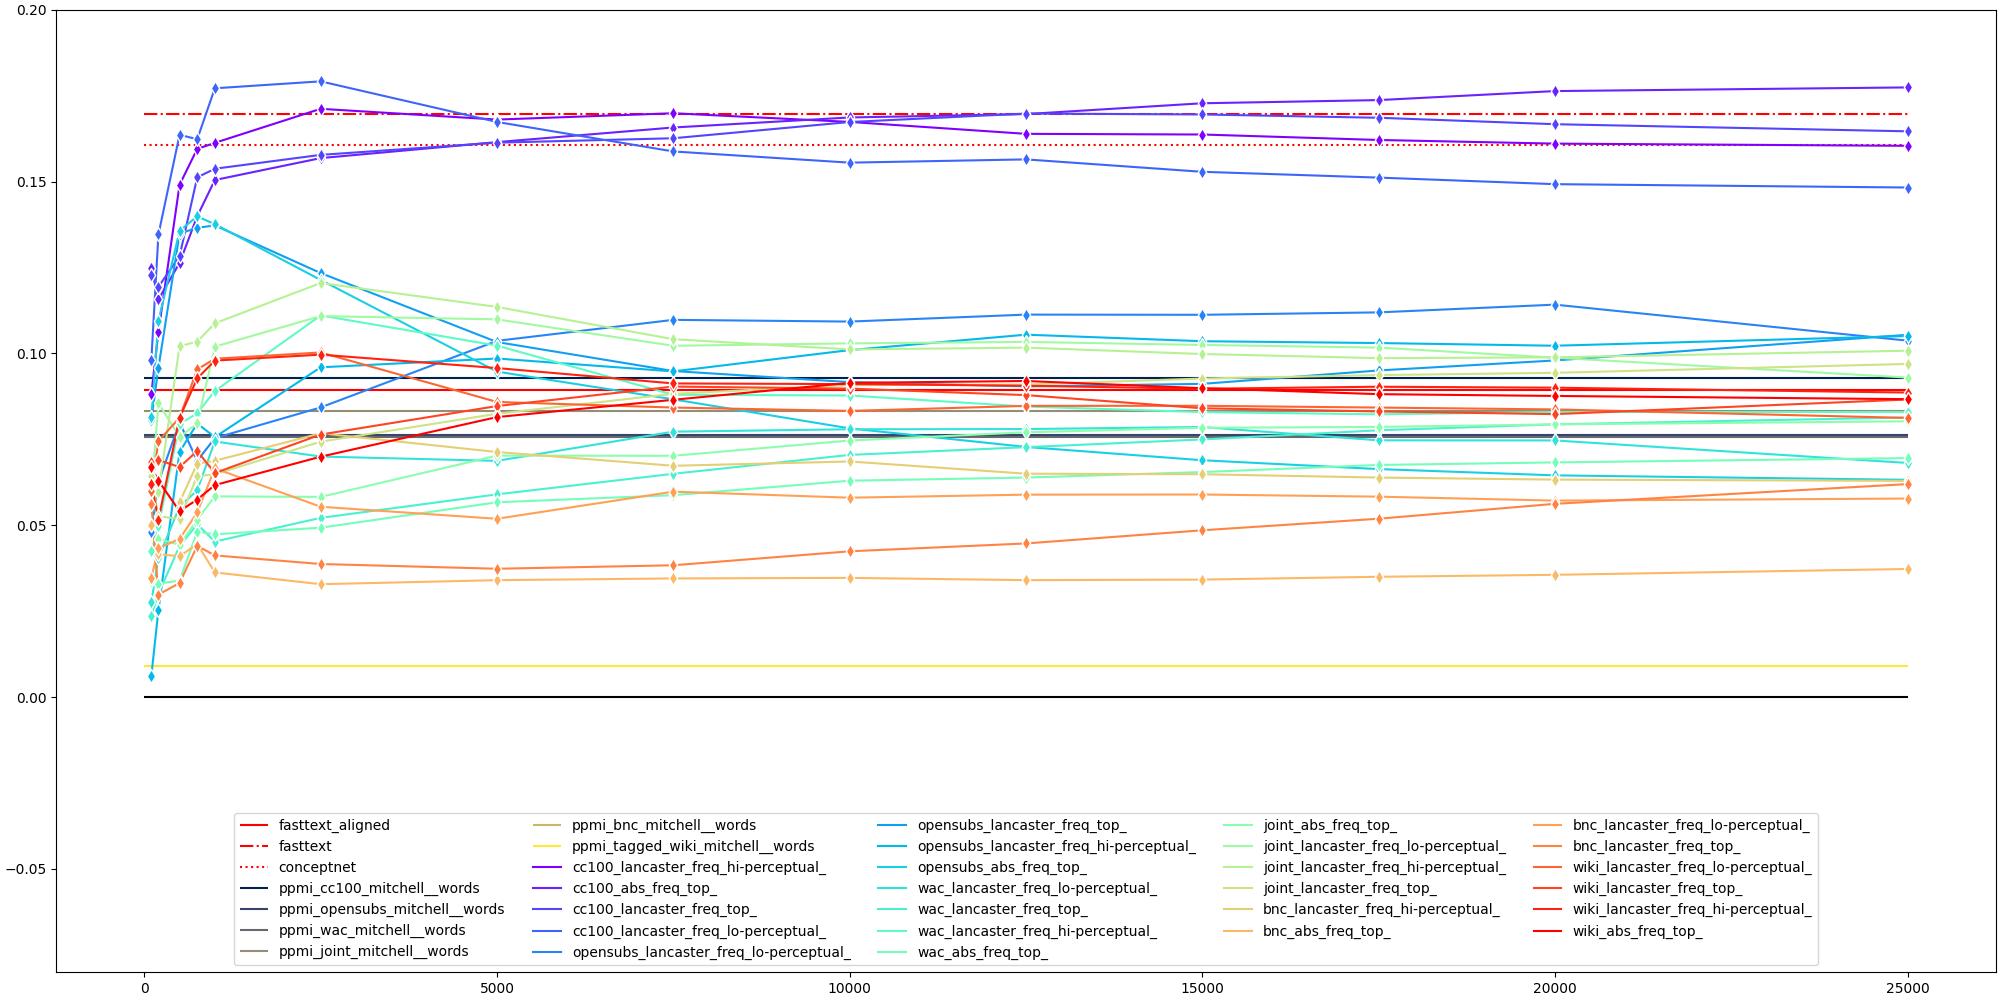 0.20
0.15
0.10
0.05
0.00
−0.05
0
5000
10000
15000
20000
25000
fasttext_aligned
fasttext
conceptnet
ppmi_cc100_mitchell__words
ppmi_opensubs_mitchell__words
ppmi_wac_mitchell__words
ppmi_joint_mitchell__words
ppmi_bnc_mitchell__words
ppmi_tagged_wiki_mitchell__words
cc100_lancaster_freq_hi-perceptual_
cc100_abs_freq_top_
cc100_lancaster_freq_top_
cc100_lancaster_freq_lo-perceptual_
opensubs_lancaster_freq_lo-perceptual_
opensubs_lancaster_freq_top_
opensubs_lancaster_freq_hi-perceptual_
opensubs_abs_freq_top_
wac_lancaster_freq_lo-perceptual_
wac_lancaster_freq_top_
wac_lancaster_freq_hi-perceptual_
wac_abs_freq_top_
joint_abs_freq_top_
joint_lancaster_freq_lo-perceptual_
joint_lancaster_freq_hi-perceptual_
joint_lancaster_freq_top_
bnc_lancaster_freq_hi-perceptual_
bnc_abs_freq_top_
bnc_lancaster_freq_lo-perceptual_
bnc_lancaster_freq_top_
wiki_lancaster_freq_lo-perceptual_
wiki_lancaster_freq_top_
wiki_lancaster_freq_hi-perceptual_
wiki_abs_freq_top_